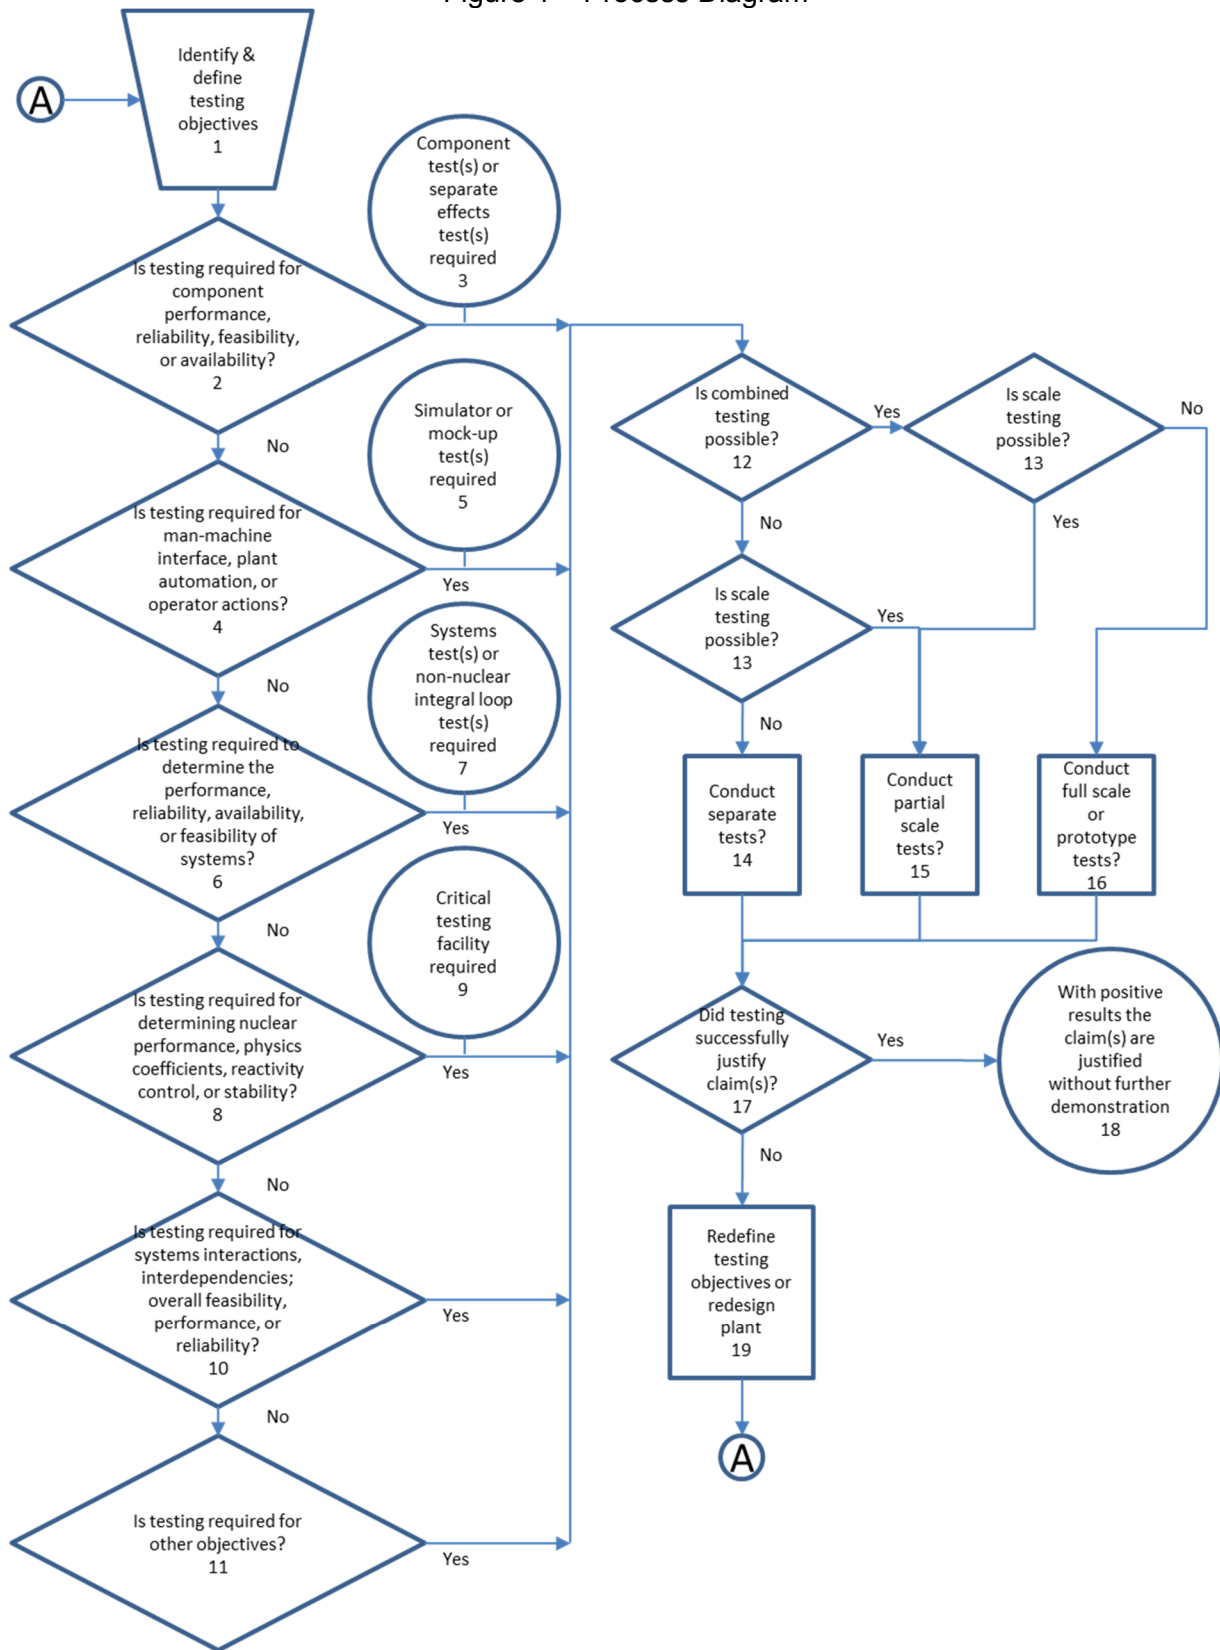 Identify &
define
testing
objectives
1
A
Component
test(s) or
separate
effects
test(s)
required
3
Is testing required for
component
performance,
reliability, feasibility,
or availability?
2
No
Simulator or
mock-up
test(s)
required
5
Is testing required for
man-machine
interface, plant
automation, or
operator actions?
4
Yes
No
Systems
test(s) or
non-nuclear
integral loop
test(s)
required
7
Is testing required to
determine the
performance,
reliability, availability,
or feasibility of
systems?
6
Yes
No
Critical
testing
facility
required
9
Is testing required for
determining nuclear
performance, physics
coefficients, reactivity
control, or stability?
8
Yes
No
Is testing required for
systems interactions,
interdependencies;
overall feasibility,
performance, or
reliability?
10
Yes
No
Is testing required for
other objectives?
11
Yes
Is combined
testing
possible?
12
Yes
No
Is scale
testing
possible?
13
No
Yes
Is scale
testing
possible?
13
Yes
No
Conduct
separate
tests?
14
Conduct
partial
scale
tests?
15
Conduct
full scale
or
prototype
tests?
16
Did testing
successfully
justify
claim(s)?
17
Yes
No
With positive
results the
claim(s) are
justified
without further
demonstration
18
Redefine
testing
objectives or
redesign
plant
19
A